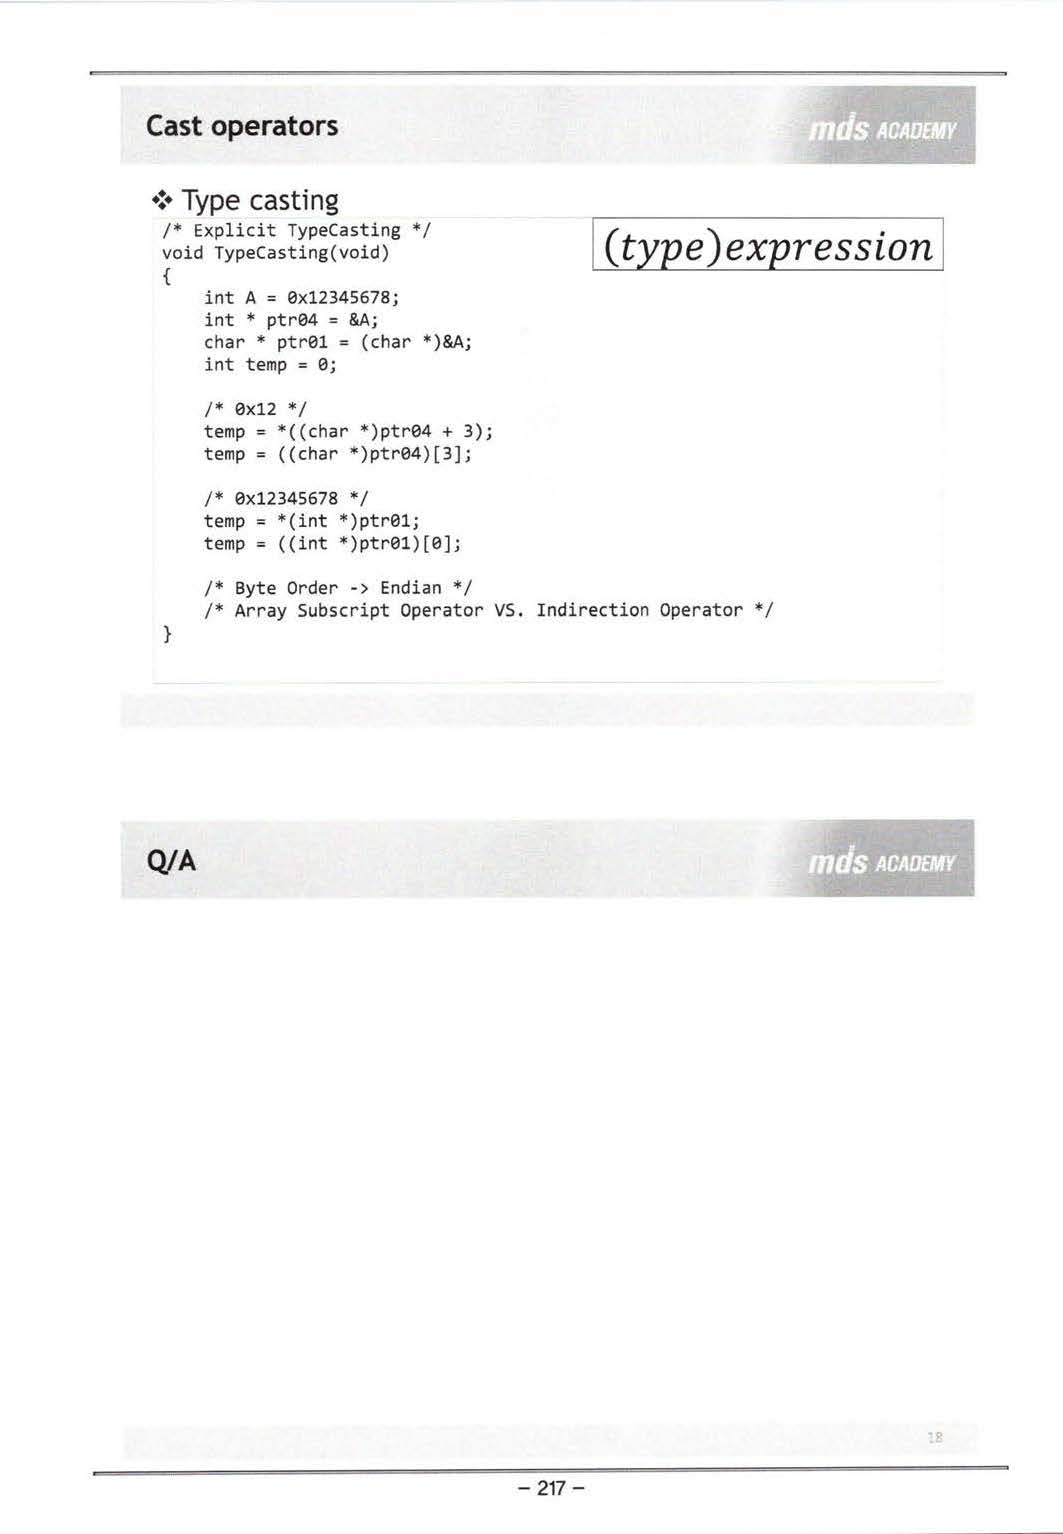 Cast operators
mds ACADEMY
❖ Type casting
(type)expression
/* Explicit TypeCasting */
void TypeCasting(void)
{
    int A = 0x12345678;
    int * ptr04 = &A;
    char * ptr01 = (char *)&A;
    int temp = 0;
    /* 0x12 */
    temp = *((char *)ptr04 + 3);
    temp = ((char *)ptr04)[3];
    /* 0x12345678 */
    temp = *(int *)ptr01;
    temp = ((int *)ptr01)[0];
    /* Byte Order -> Endian */
    /* Array Subscript Operator VS. Indirection Operator */
}
Q/A
mds ACADEMY
18
- 217 -